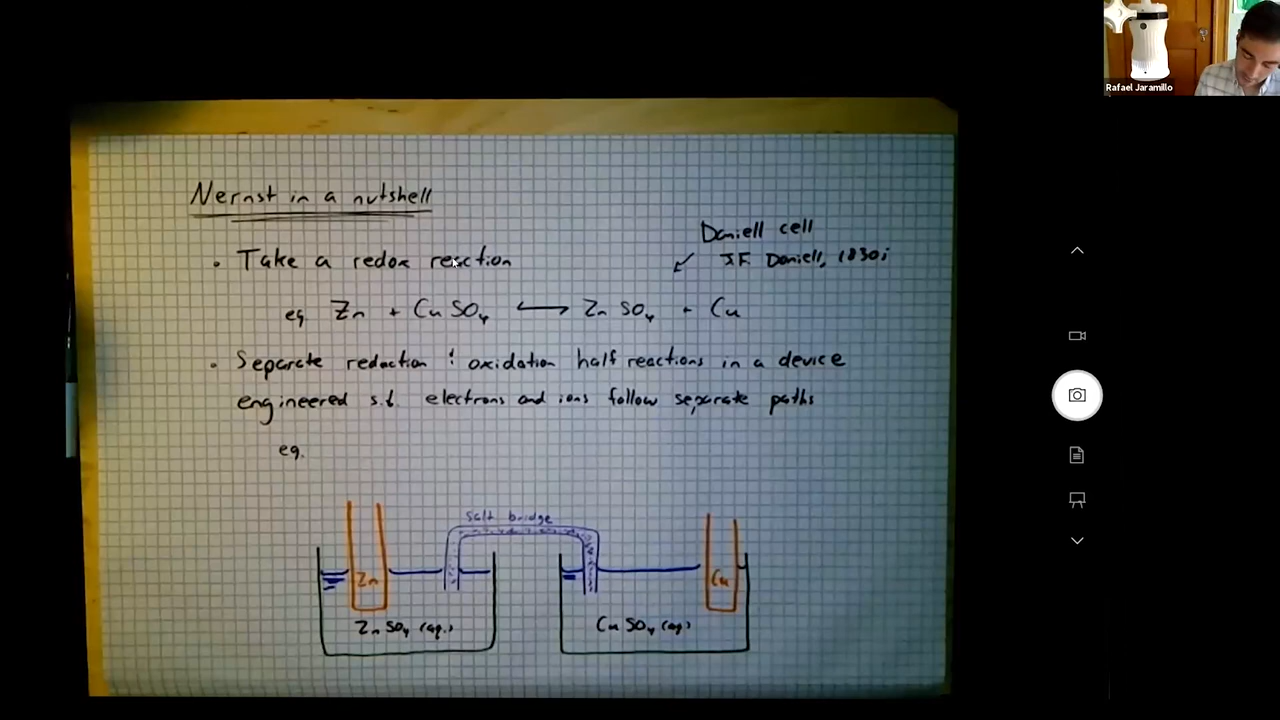 Rafael Jaramillo
Nernst in a nutshell
Daniell cell
J.F. Daniell, 1830s
• Take a redox reaction
eg Zn + CuSO₄ ⟷ ZnSO₄ + Cu
• Separate reduction & oxidation half reactions in a device
engineered s.t. electrons and ions follow separate paths
eg.
salt bridge
Zn
Cu
ZnSO₄ (aq.)
CuSO₄ (aq)